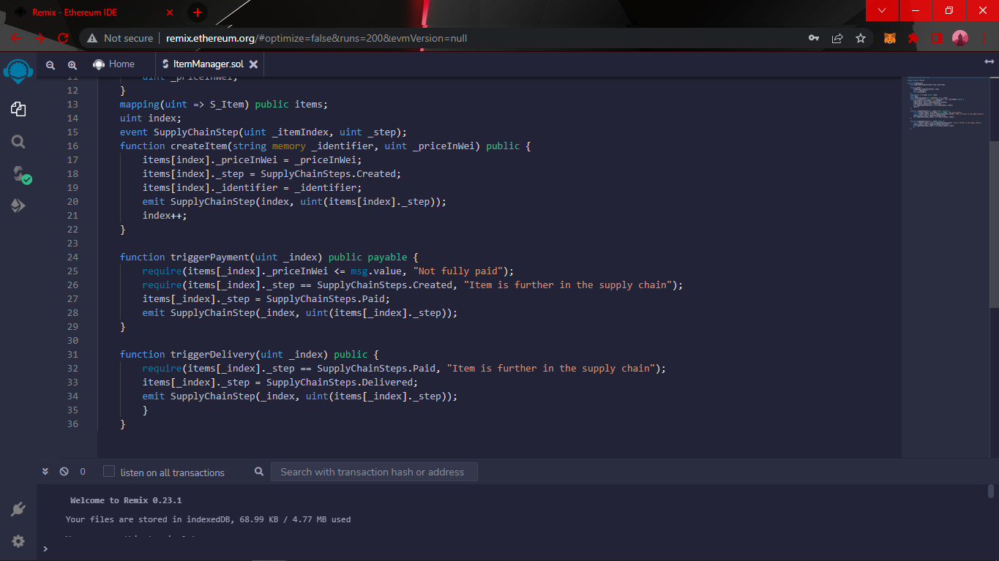 Remix - Ethereum IDE
Not secure
remix.ethereum.org/#optimize=false&runs=200&evmVersion=null
Home
ItemManager.sol
11 uint _priceInWei;
12 }
13 mapping(uint => S_Item) public items;
14 uint index;
15 event SupplyChainStep(uint _itemIndex, uint _step);
16 function createItem(string memory _identifier, uint _priceInWei) public {
17 items[index]._priceInWei = _priceInWei;
18 items[index]._step = SupplyChainSteps.Created;
19 items[index]._identifier = _identifier;
20 emit SupplyChainStep(index, uint(items[index]._step));
21 index++;
22 }
23
24 function triggerPayment(uint _index) public payable {
25 require(items[_index]._priceInWei <= msg.value, "Not fully paid");
26 require(items[_index]._step == SupplyChainSteps.Created, "Item is further in the supply chain");
27 items[_index]._step = SupplyChainSteps.Paid;
28 emit SupplyChainStep(_index, uint(items[_index]._step));
29 }
30
31 function triggerDelivery(uint _index) public {
32 require(items[_index]._step == SupplyChainSteps.Paid, "Item is further in the supply chain");
33 items[_index]._step = SupplyChainSteps.Delivered;
34 emit SupplyChainStep(_index, uint(items[_index]._step));
35 }
36 }
0
listen on all transactions
Search with transaction hash or address
Welcome to Remix 0.23.1
Your files are stored in indexedDB, 68.99 KB / 4.77 MB used
>